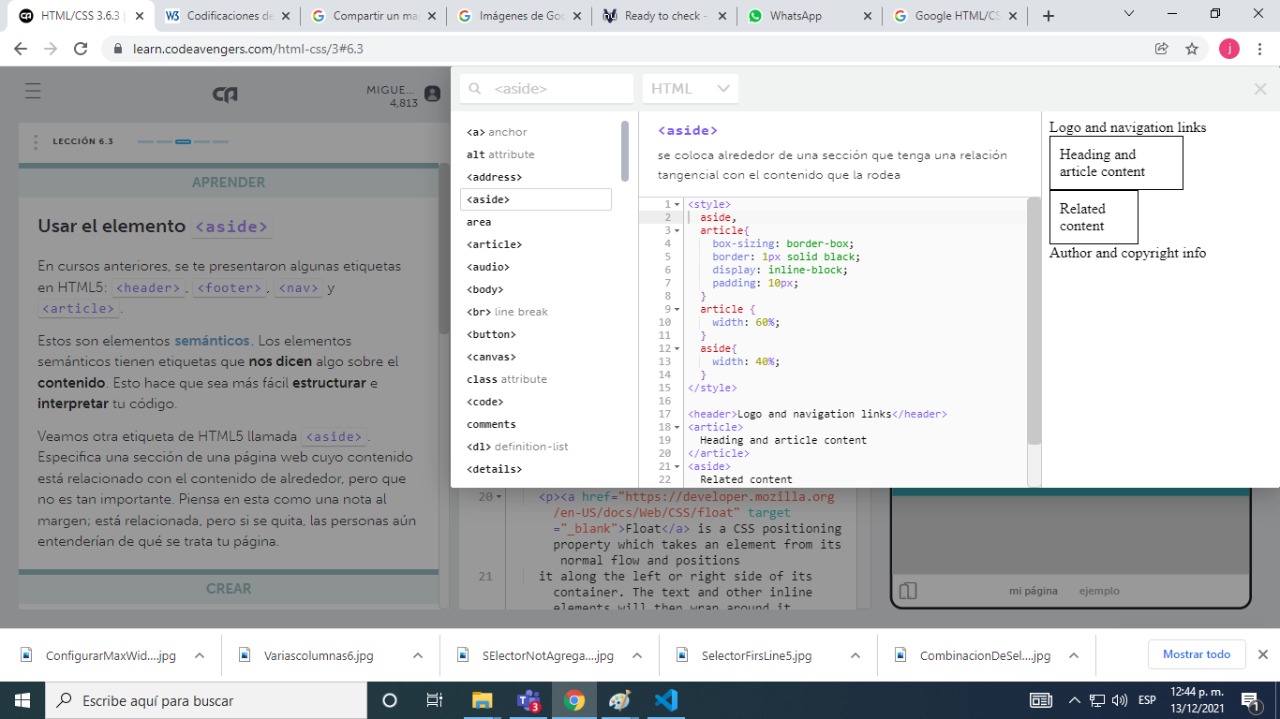 HTML/CSS 3.6.3
Codificaciones de
Compartir un ma
Imágenes de Goo
Ready to check -
WhatsApp
Google HTML/CS
learn.codeavengers.com/html-css/3#6.3
j
MIGUE...
4,813
LECCIÓN 6.3
APRENDER
Usar el elemento <aside>
En cursos anteriores, se te presentaron algunas etiquetas
en HTML5: <header>, <footer>, <nav> y
<article>.
Estos son elementos semánticos. Los elementos
semánticos tienen etiquetas que nos dicen algo sobre el
contenido. Esto hace que sea más fácil estructurar e
interpretar tu código.
Veamos otra etiqueta de HTML5 llamada <aside>.
Especifica una sección de una página web cuyo contenido
está relacionado con el contenido de alrededor, pero que
no es tan importante. Piensa en esta como una nota al
margen; está relacionada, pero si se quita, las personas aún
entenderían de qué se trata tu página.
CREAR
<aside>
HTML
<a> anchor
alt attribute
<address>
<aside>
area
<article>
<audio>
<body>
<br> line break
<button>
<canvas>
class attribute
<code>
comments
<dl> definition-list
<details>
<aside>
se coloca alrededor de una sección que tenga una relación
tangencial con el contenido que la rodea
1 <style>
2 aside,
3 article{
4 box-sizing: border-box;
5 border: 1px solid black;
6 display: inline-block;
7 padding: 10px;
8 }
9 article {
10 width: 60%;
11 }
12 aside{
13 width: 40%;
14 }
15 </style>
16
17 <header>Logo and navigation links</header>
18 <article>
19 Heading and article content
20 </article>
21 <aside>
22 Related content
Logo and navigation links
Heading and
article content
Related
content
Author and copyright info
20 <p><a href="https://developer.mozilla.org
/en-US/docs/Web/CSS/float" target
="_blank">Float</a> is a CSS positioning
property which takes an element from its
normal flow and positions
21 it along the left or right side of its
container. The text and other inline
elements will then wrap around it
mi página
ejemplo
ConfigurarMaxWid....jpg
Variascolumnas6.jpg
SElectorNotAgrega....jpg
SelectorFirsLine5.jpg
CombinacionDeSel....jpg
Mostrar todo
Escribe aquí para buscar
3
ESP
12:44 p. m.
13/12/2021
1